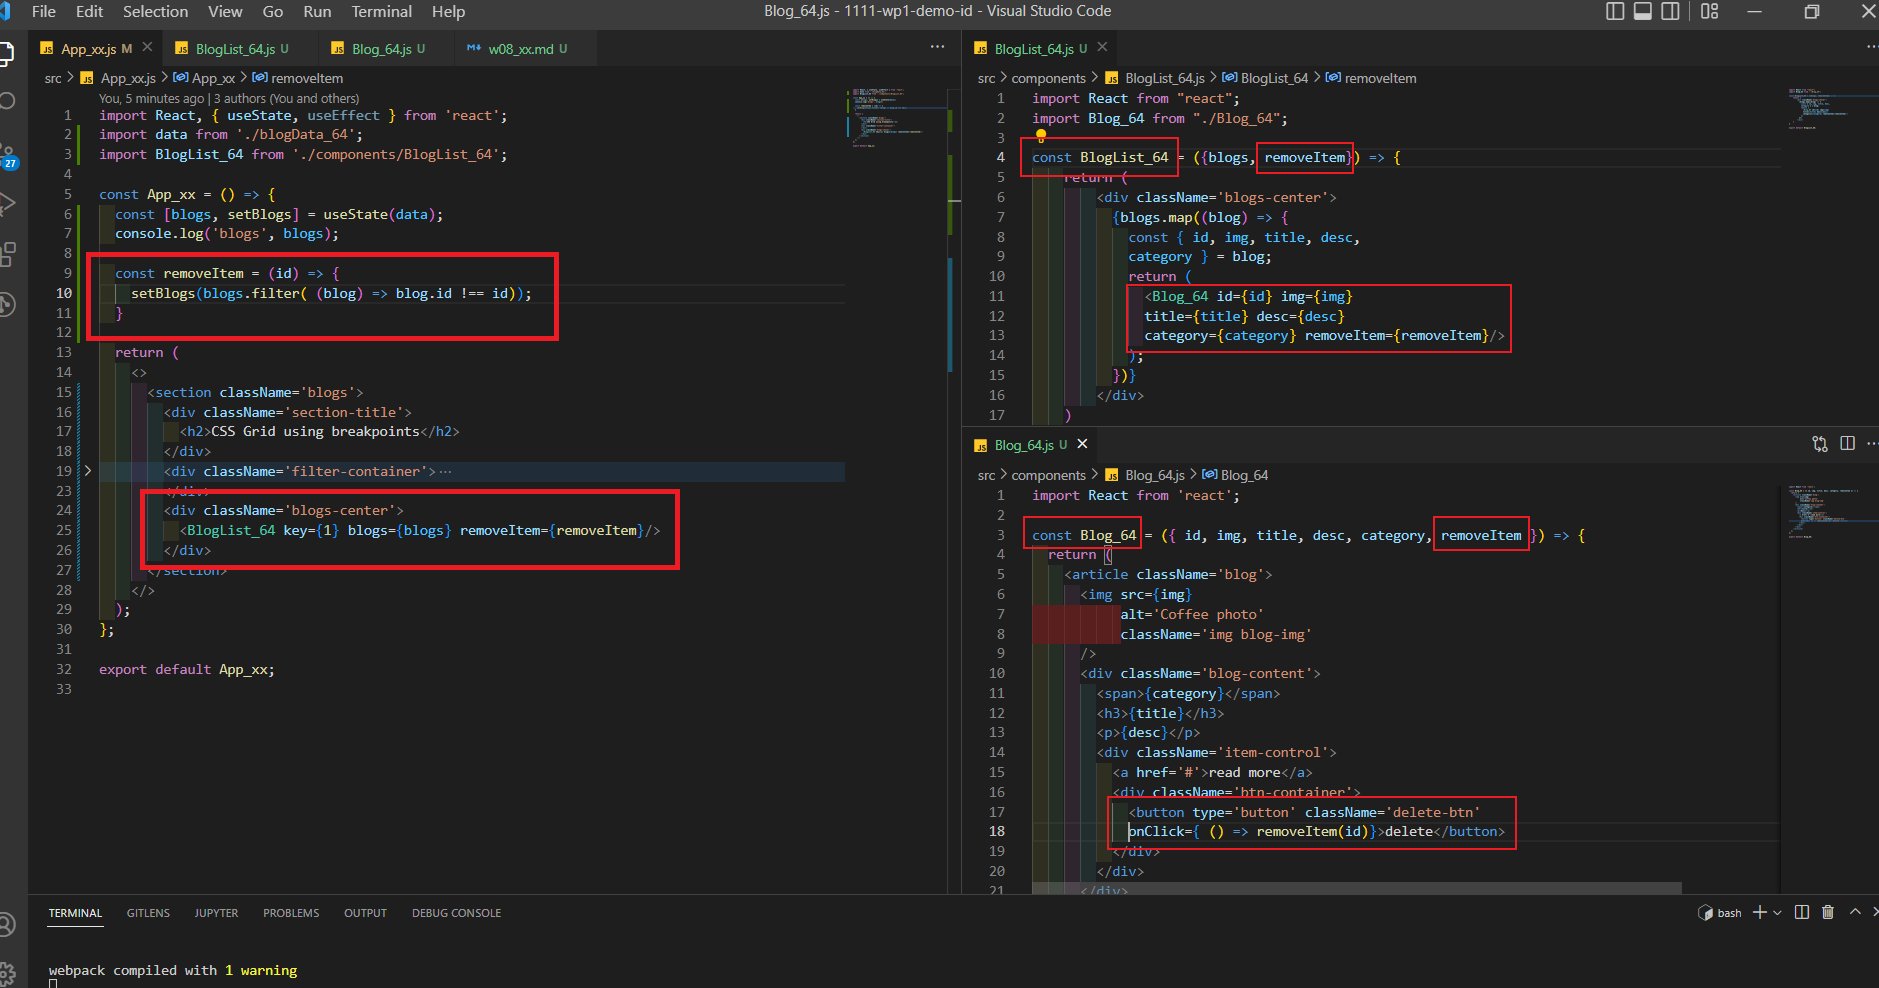 File Edit Selection View Go Run Terminal Help
Blog_64.js - 1111-wp1-demo-id - Visual Studio Code
27
App_xx.js M
BlogList_64.js U
Blog_64.js U
w08_xx.md U
src > App_xx.js > App_xx > removeItem
You, 5 minutes ago | 3 authors (You and others)
1 import React, { useState, useEffect } from 'react';
2 import data from './blogData_64';
3 import BlogList_64 from './components/BlogList_64';
4
5 const App_xx = () => {
6 const [blogs, setBlogs] = useState(data);
7 console.log('blogs', blogs);
8
9 const removeItem = (id) => {
10 setBlogs(blogs.filter( (blog) => blog.id !== id));
11 }
12
13 return (
14 <>
15 <section className='blogs'>
16 <div className='section-title'>
17 <h2>CSS Grid using breakpoints</h2>
18 </div>
19 <div className='filter-container'>…
23 </div>
24 <div className='blogs-center'>
25 <BlogList_64 key={1} blogs={blogs} removeItem={removeItem}/>
26 </div>
27 </section>
28 </>
29 );
30 };
31
32 export default App_xx;
33
BlogList_64.js U
src > components > BlogList_64.js > BlogList_64 > removeItem
1 import React from "react";
2 import Blog_64 from "./Blog_64";
3
4 const BlogList_64 = ({blogs, removeItem}) => {
5 return (
6 <div className='blogs-center'>
7 {blogs.map((blog) => {
8 const { id, img, title, desc,
9 category } = blog;
10 return (
11 <Blog_64 id={id} img={img}
12 title={title} desc={desc}
13 category={category} removeItem={removeItem}/>
14 );
15 })}
16 </div>
17 )
Blog_64.js U
src > components > Blog_64.js > Blog_64
1 import React from 'react';
2
3 const Blog_64 = ({ id, img, title, desc, category, removeItem }) => {
4 return (
5 <article className='blog'>
6 <img src={img}
7 alt='Coffee photo'
8 className='img blog-img'
9 />
10 <div className='blog-content'>
11 <span>{category}</span>
12 <h3>{title}</h3>
13 <p>{desc}</p>
14 <div className='item-control'>
15 <a href='#'>read more</a>
16 <div className='btn-container'>
17 <button type='button' className='delete-btn'
18 onClick={ () => removeItem(id)}>delete</button>
19 </div>
20 </div>
21 </div>
TERMINAL GITLENS JUPYTER PROBLEMS OUTPUT DEBUG CONSOLE
bash
webpack compiled with 1 warning